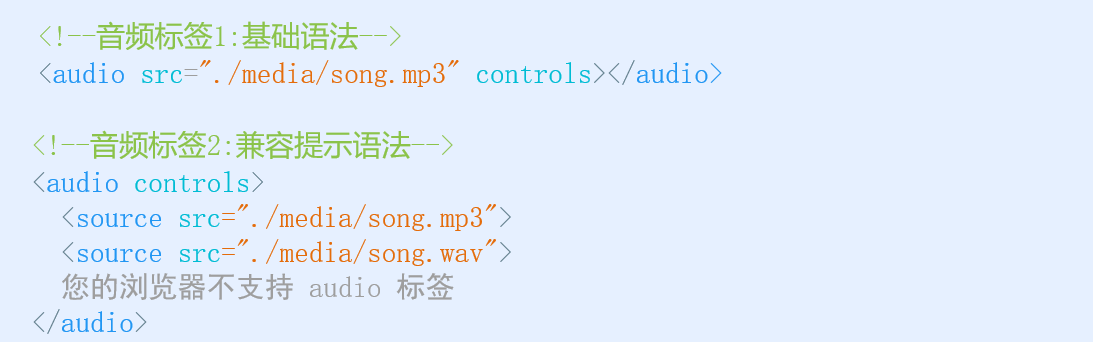 <!--音频标签1:基础语法-->
<audio src="./media/song.mp3" controls></audio>
<!--音频标签2:兼容提示语法-->
<audio controls>
<source src="./media/song.mp3">
<source src="./media/song.wav">
您的浏览器不支持 audio 标签
</audio>